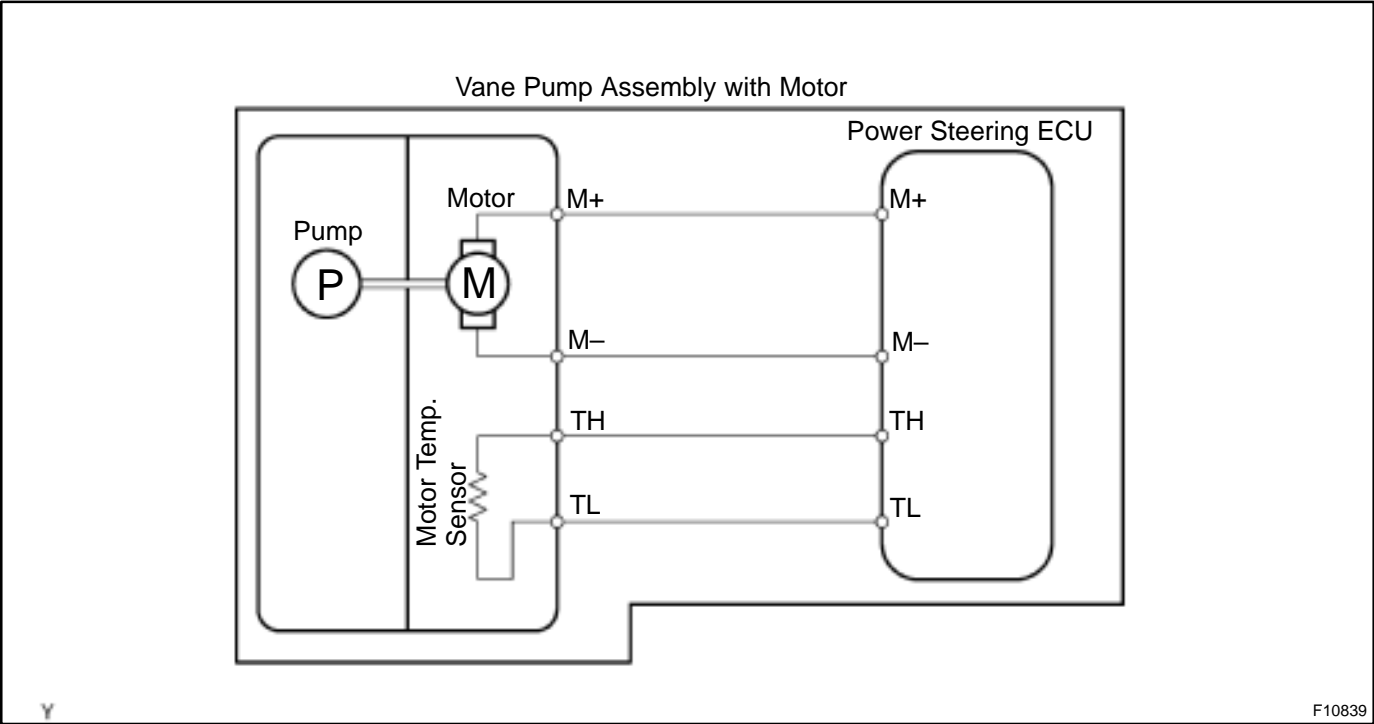 Vane Pump Assembly with Motor
Power Steering ECU
Motor
M+
M+
Pump
P
M
M–
M–
Motor Temp.
Sensor
TH
TH
TL
TL
Y
F10839